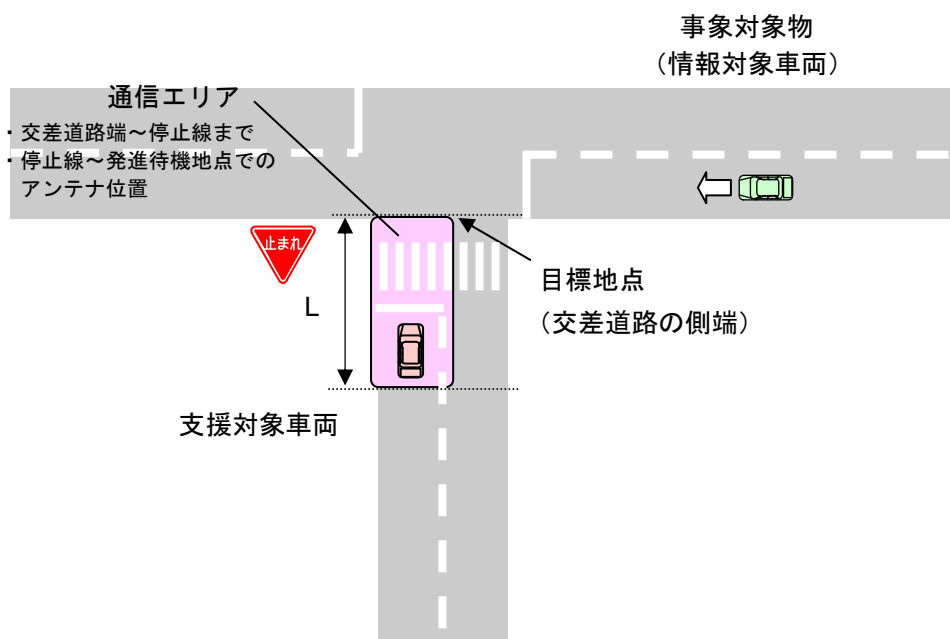 事象対象物
（情報対象車両）
通信エリア
・交差道路端～停止線まで
・停止線～発進待機地点での
アンテナ位置
止まれ
L
目標地点
（交差道路の側端）
支援対象車両